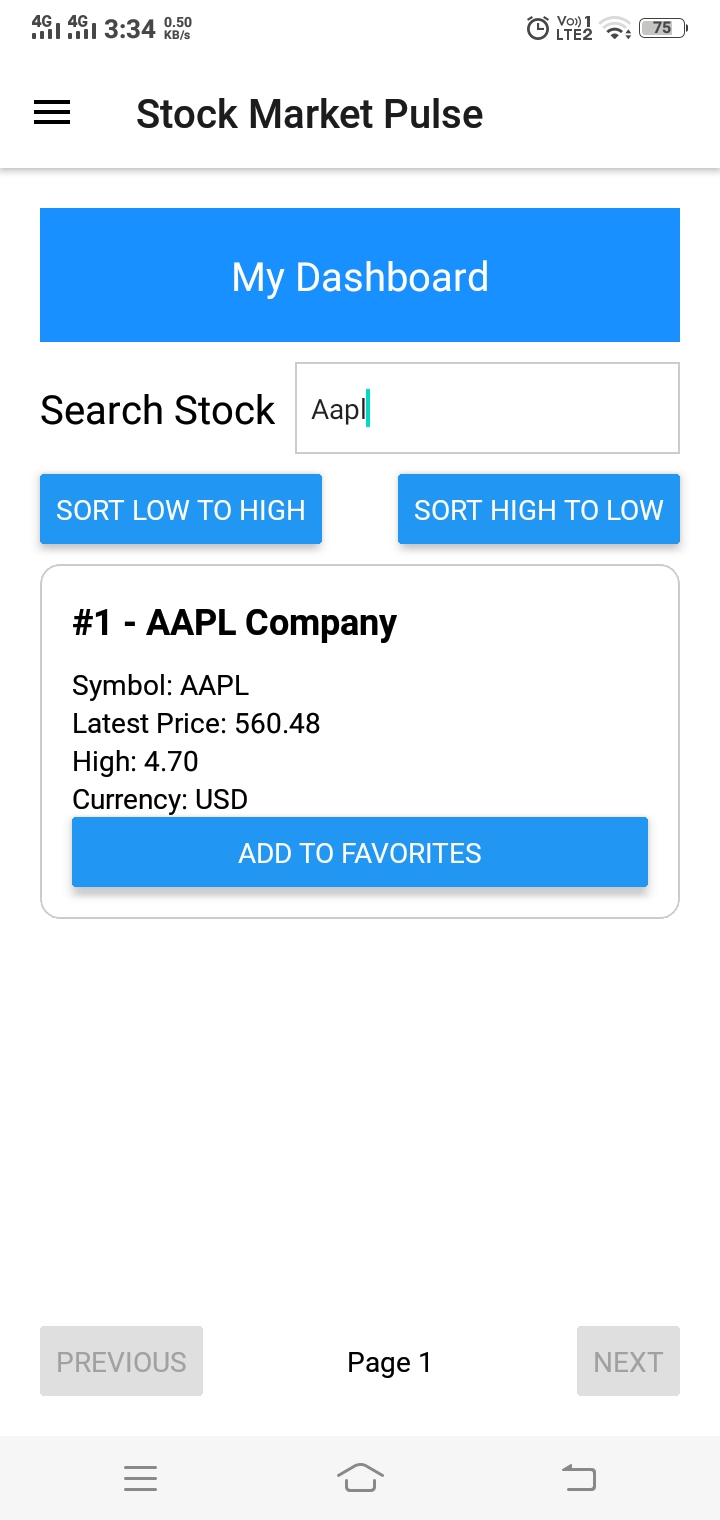 4G 4G 3:34 0.50 KB/s Vo)) 1 LTE2 75
Stock Market Pulse
My Dashboard
Search Stock Aapl
SORT LOW TO HIGH SORT HIGH TO LOW
#1 - AAPL Company
Symbol: AAPL
Latest Price: 560.48
High: 4.70
Currency: USD
ADD TO FAVORITES
PREVIOUS Page 1 NEXT